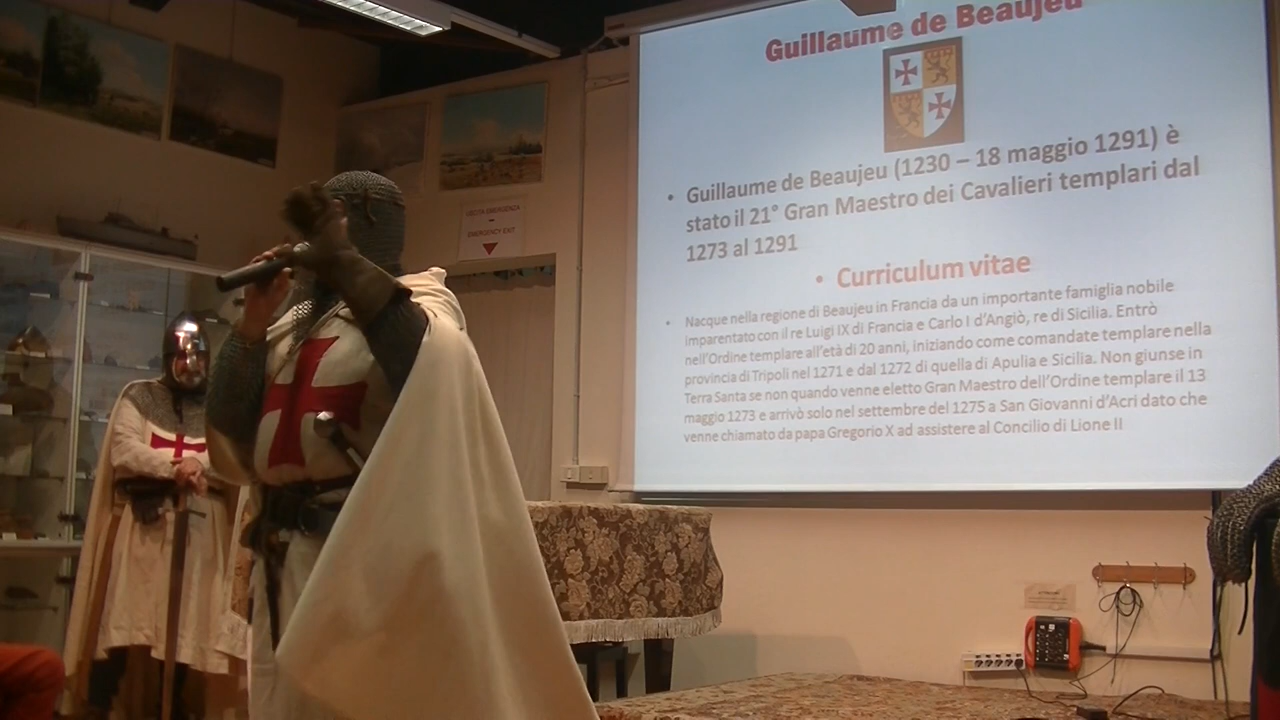 Guillaume de Beaujeu
• Guillaume de Beaujeu (1230 – 18 maggio 1291) è
stato il 21° Gran Maestro dei Cavalieri templari dal
1273 al 1291
• Curriculum vitae
• Nacque nella regione di Beaujeu in Francia da un importante famiglia nobile
imparentato con il re Luigi IX di Francia e Carlo I d'Angiò, re di Sicilia. Entrò
nell'Ordine templare all'età di 20 anni, iniziando come comandate templare nella
provincia di Tripoli nel 1271 e dal 1272 di quella di Apulia e Sicilia. Non giunse in
Terra Santa se non quando venne eletto Gran Maestro dell'Ordine templare il 13
maggio 1273 e arrivò solo nel settembre del 1275 a San Giovanni d'Acri dato che
venne chiamato da papa Gregorio X ad assistere al Concilio di Lione II
USCITA EMERGENZA
EMERGENCY EXIT